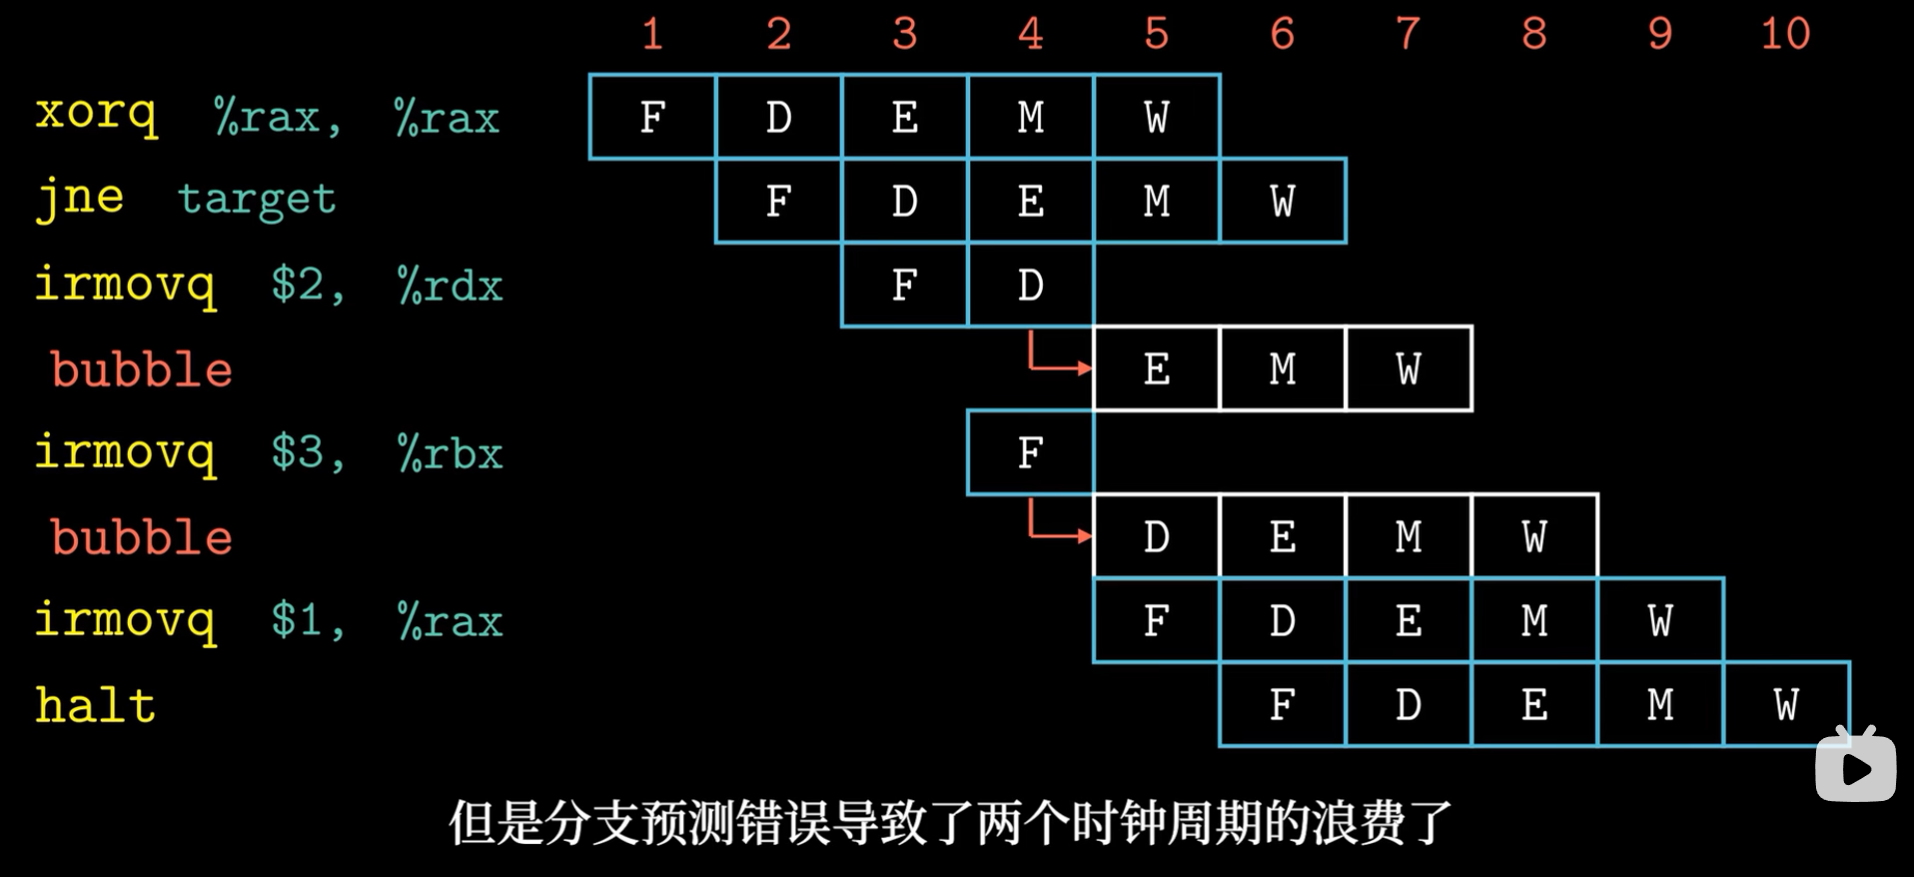 1 2 3 4 5 6 7 8 9 10
xorq %rax, %rax F D E M W
jne target F D E M W
irmovq $2, %rdx F D
bubble E M W
irmovq $3, %rbx F
bubble D E M W
irmovq $1, %rax F D E M W
halt F D E M W
但是分支预测错误导致了两个时钟周期的浪费了